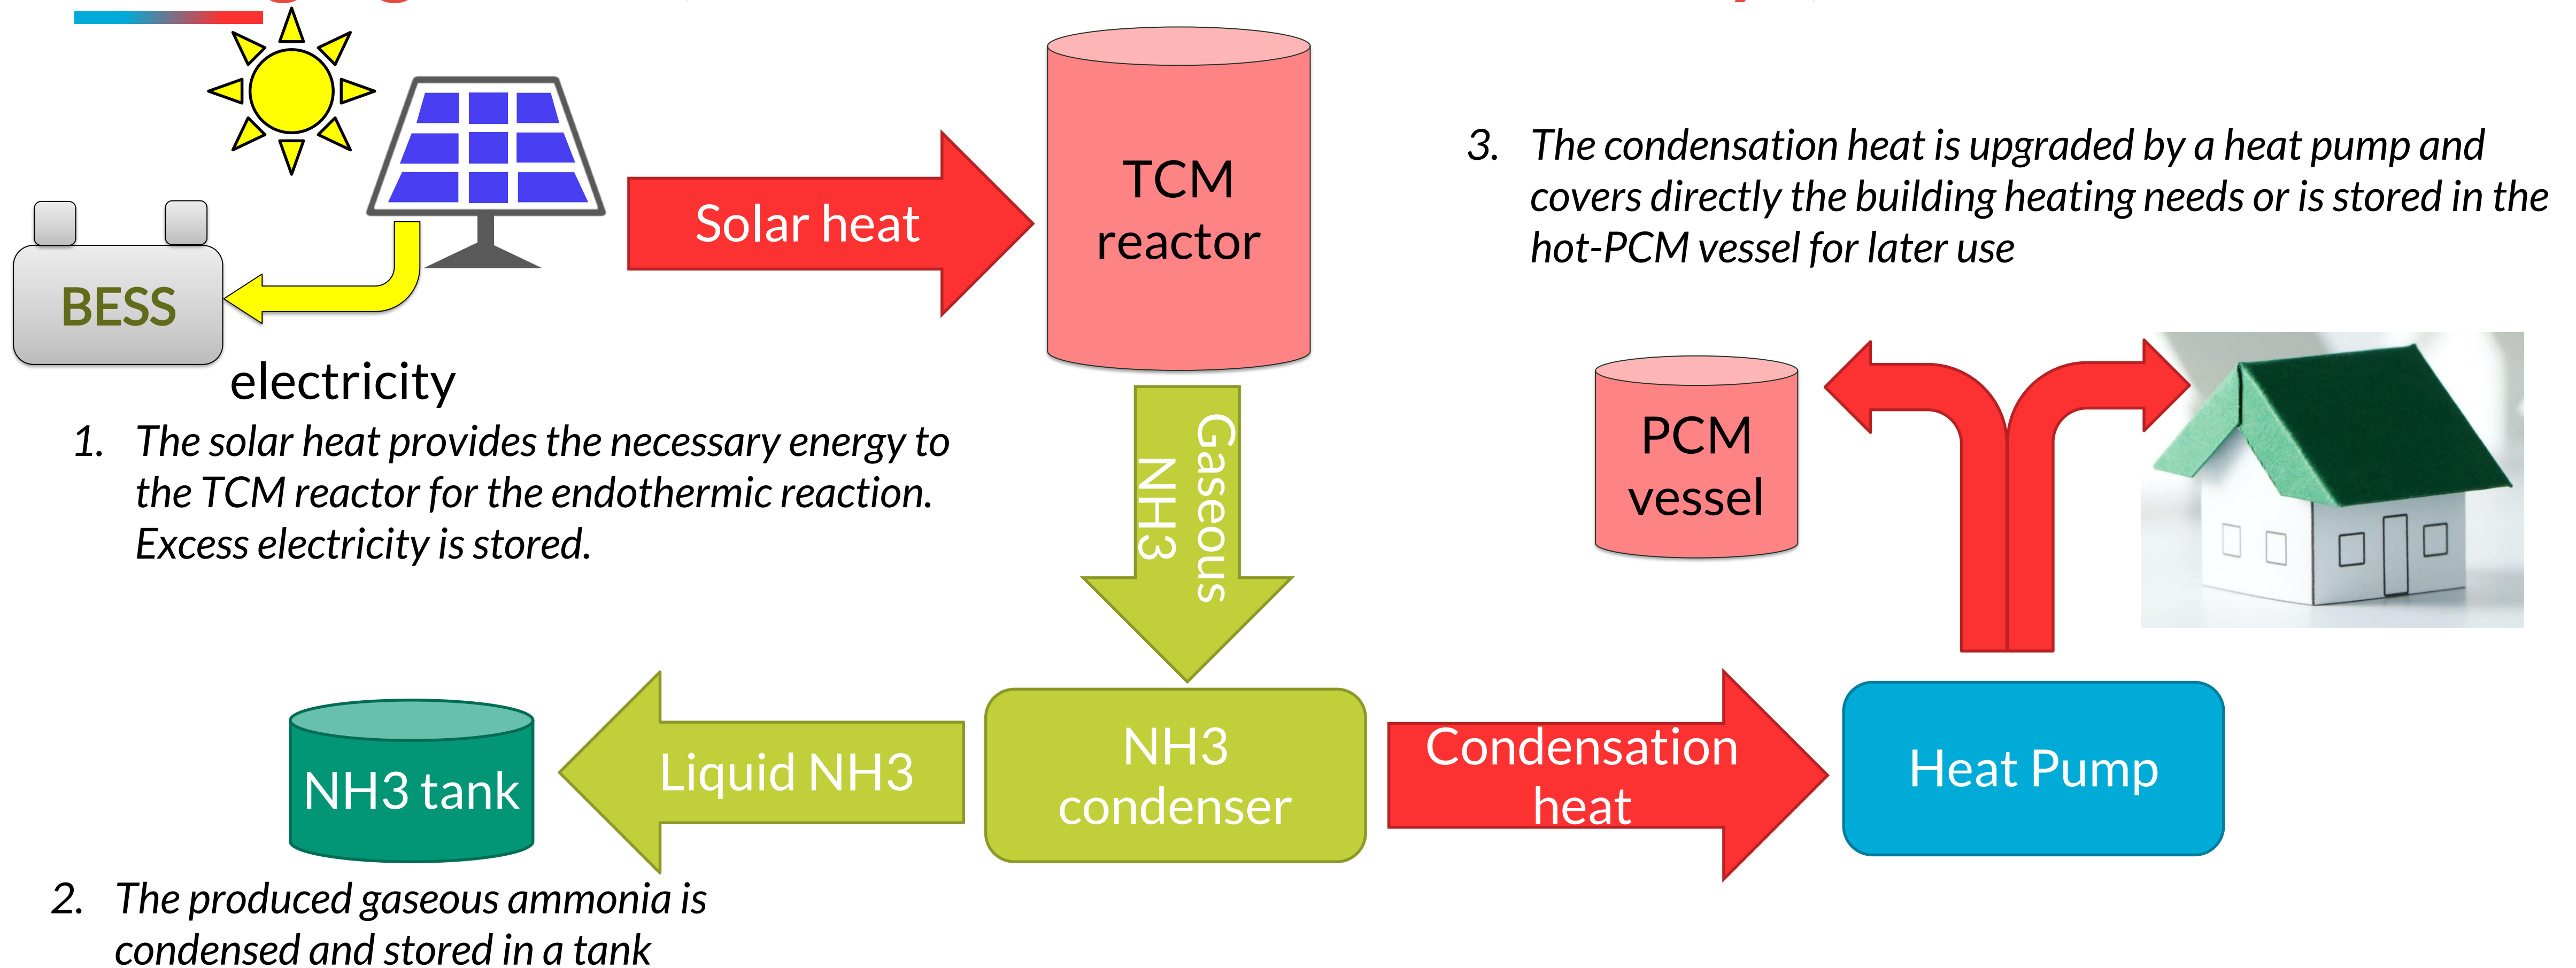 Solar heat
TCM
reactor
BESS
electricity
1. The solar heat provides the necessary energy to
the TCM reactor for the endothermic reaction.
Excess electricity is stored.
Gaseous
NH3
3. The condensation heat is upgraded by a heat pump and
covers directly the building heating needs or is stored in the
hot-PCM vessel for later use
PCM
vessel
NH3 tank
Liquid NH3
NH3
condenser
Condensation
heat
Heat Pump
2. The produced gaseous ammonia is
condensed and stored in a tank